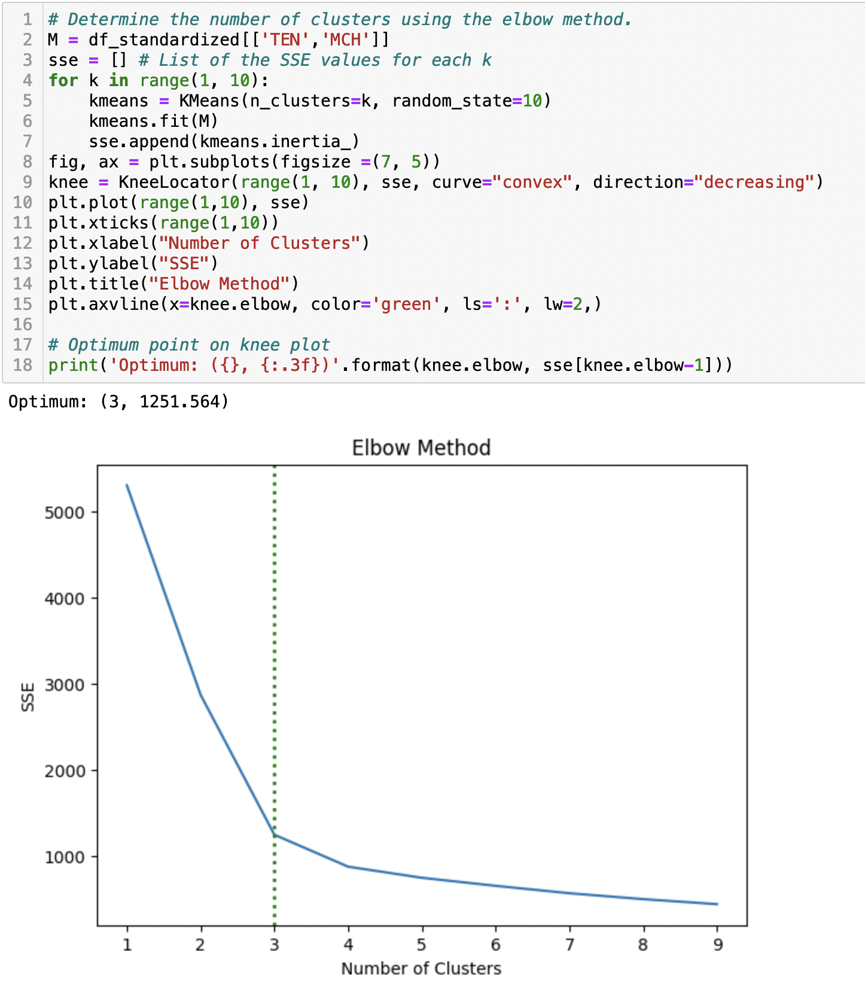 1 # Determine the number of clusters using the elbow method.
2 M = df_standardized[['TEN','MCH']]
3 sse = [] # List of the SSE values for each k
4 for k in range(1, 10):
5     kmeans = KMeans(n_clusters=k, random_state=10)
6     kmeans.fit(M)
7     sse.append(kmeans.inertia_)
8 fig, ax = plt.subplots(figsize =(7, 5))
9 knee = KneeLocator(range(1, 10), sse, curve="convex", direction="decreasing")
10 plt.plot(range(1,10), sse)
11 plt.xticks(range(1,10))
12 plt.xlabel("Number of Clusters")
13 plt.ylabel("SSE")
14 plt.title("Elbow Method")
15 plt.axvline(x=knee.elbow, color='green', ls=':', lw=2,)
16
17 # Optimum point on knee plot
18 print('Optimum: ({}, {:.3f})'.format(knee.elbow, sse[knee.elbow-1]))
Optimum: (3, 1251.564)
Elbow Method
5000
4000
3000
2000
1000
SSE
1 2 3 4 5 6 7 8 9
Number of Clusters